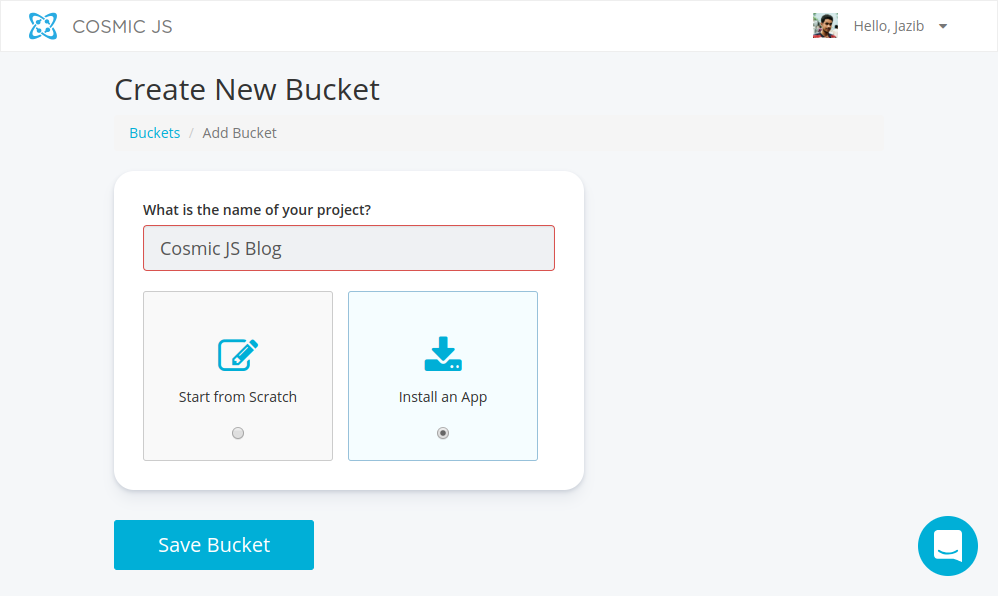 COSMIC JS
Hello, Jazib
Create New Bucket
Buckets / Add Bucket
What is the name of your project?
Cosmic JS Blog
Start from Scratch
Install an App
Save Bucket